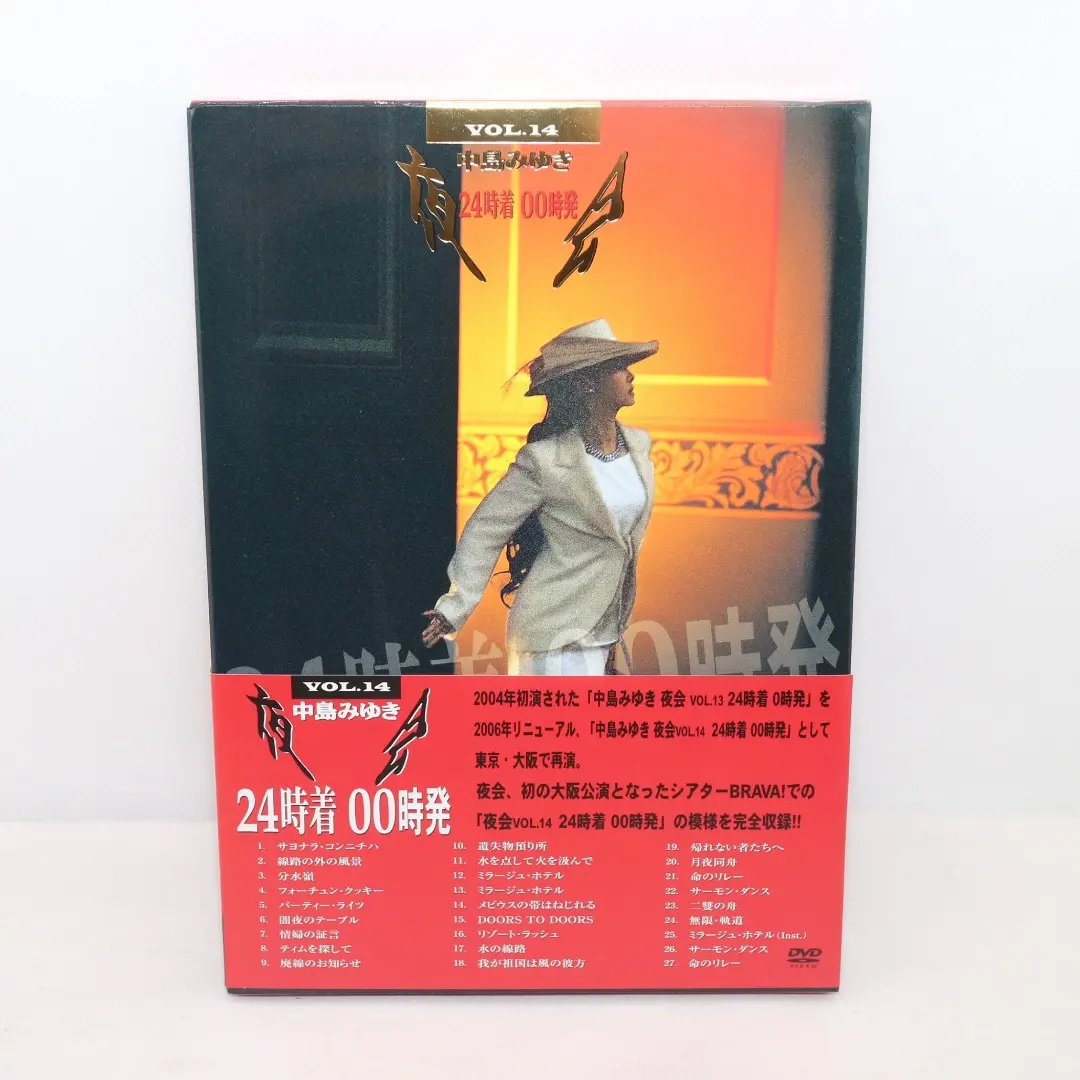 VOL.14
中島みゆき
夜会
24時着 00時発
24時着 00時発
VOL.14
中島みゆき
夜会
24時着 00時発
2004年初演された「中島みゆき 夜会 VOL.13 24時着 0時発」を
2006年リニューアル、「中島みゆき 夜会VOL.14 24時着 00時発」として
東京・大阪で再演。
夜会、初の大阪公演となったシアターBRAVA!での
「夜会VOL.14 24時着 00時発」の模様を完全収録!!
1. サヨナラ・コンニチハ
2. 線路の外の風景
3. 分水嶺
4. フォーチュン・クッキー
5. パーティー・ライツ
6. 闇夜のテーブル
7. 情婦の証言
8. ティムを探して
9. 廃線のお知らせ
10. 遺失物預り所
11. 水を点して火を汲んで
12. ミラージュ・ホテル
13. ミラージュ・ホテル
14. メビウスの帯はねじれる
15. DOORS TO DOORS
16. リゾート・ラッシュ
17. 水の線路
18. 我が祖国は風の彼方
19. 帰れない者たちへ
20. 月夜同舟
21. 命のリレー
22. サーモン・ダンス
23. 二雙の舟
24. 無限・軌道
25. ミラージュ・ホテル(Inst.)
26. サーモン・ダンス
27. 命のリレー
DVD
VIDEO